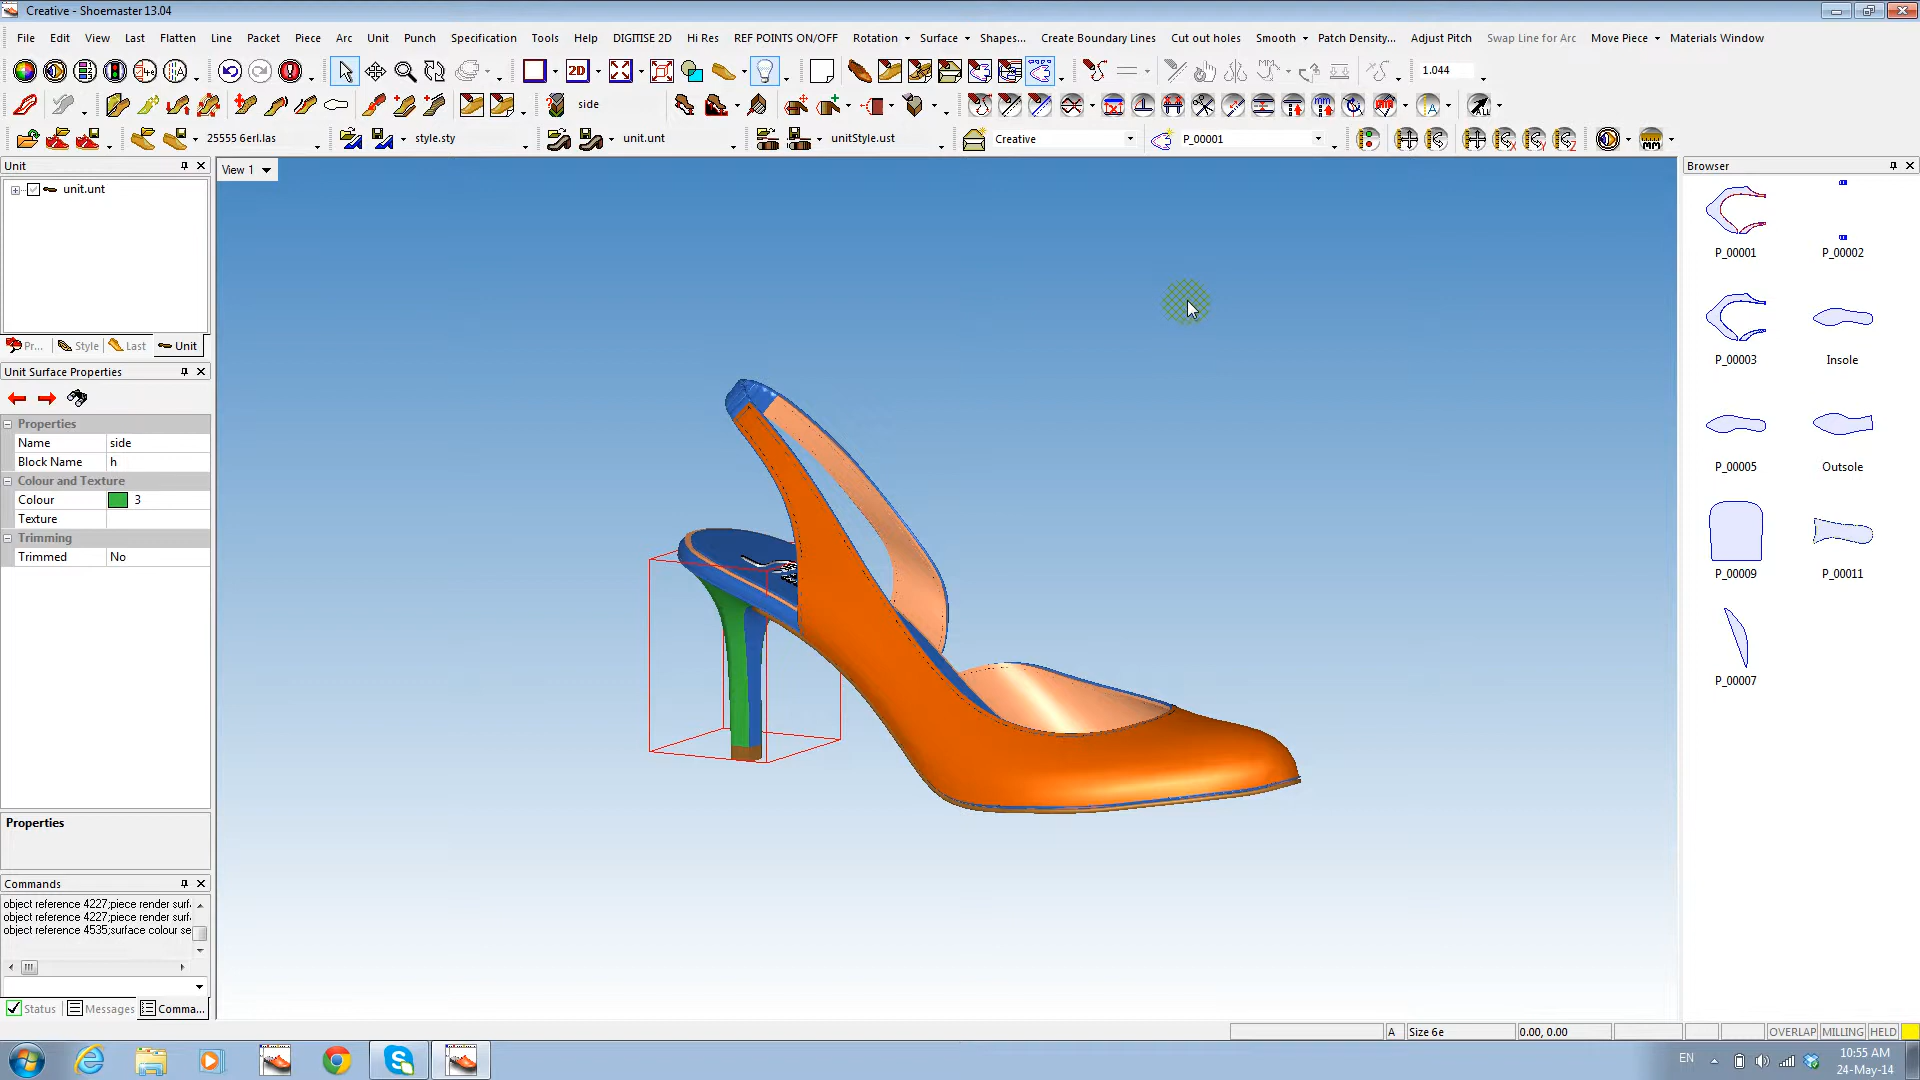 Creative - Shoemaster 13.04
File Edit View Last Flatten Line Packet Piece Arc Unit Punch Specification Tools Help DIGITISE 2D Hi Res REF POINTS ON/OFF Rotation Surface Shapes... Create Boundary Lines Cut out holes Smooth Patch Density... Adjust Pitch Swap Line for Arc Move Piece Materials Window
2D 1.044
side
25555 6erl.las style.sty unit.unt unitStyle.ust Creative P_00001
Unit
View 1
Browser
unit.unt
P_00001 P_00002
Pr... Style Last Unit
P_00003 Insole
Unit Surface Properties
Properties
Name side
Block Name h
Colour and Texture
Colour 3
Texture
Trimming
Trimmed No
P_00005 Outsole
P_00009 P_00011
P_00007
Properties
Commands
object reference 4227;piece render surf
object reference 4227;piece render surf
object reference 4535;surface colour se
Status Messages Comma...
A Size 6e 0.00, 0.00 OVERLAP MILLING HELD
EN 10:55 AM
24-May-14